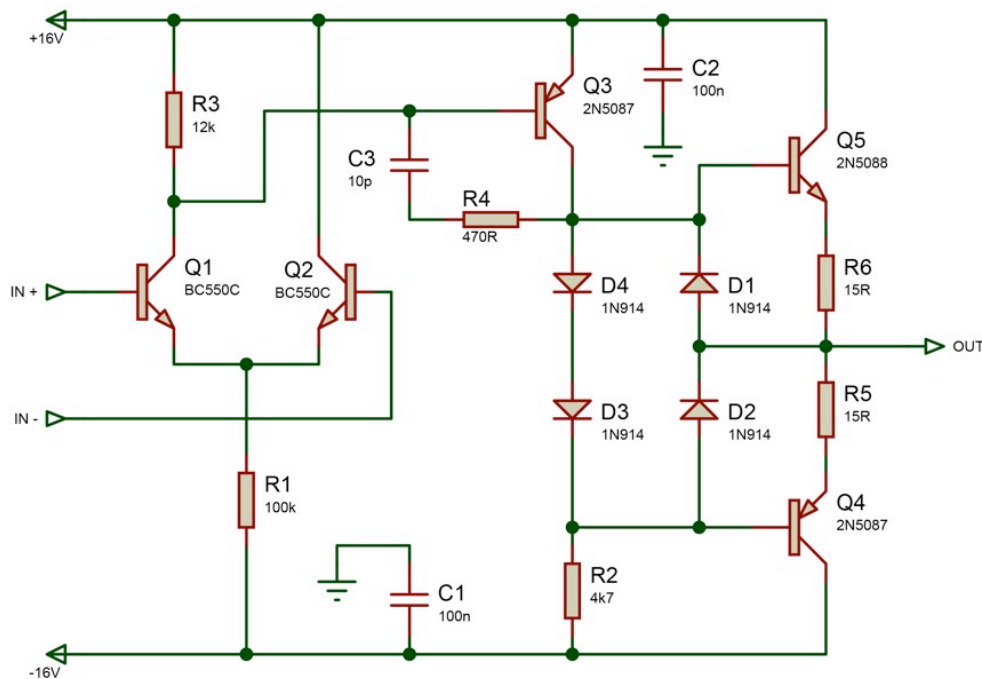 +16V
R3
12k
C3
10p
R4
470R
Q3
2N5087
C2
100n
Q5
2N5088
IN +
Q1
BC550C
Q2
BC550C
D4
1N914
D1
1N914
R6
15R
OUT
IN -
D3
1N914
D2
1N914
R5
15R
R1
100k
Q4
2N5087
C1
100n
R2
4k7
-16V